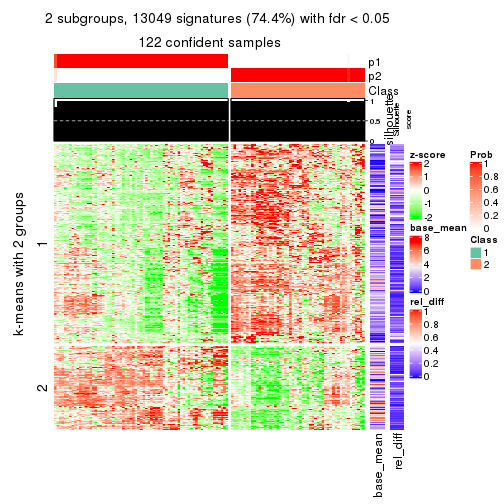 2 subgroups, 13049 signatures (74.4%) with fdr < 0.05
122 confident samples
p1
p2
Class
1
0.5
0
silhouette
Silhouette
score
k-means with 2 groups
1
2
base_mean
rel_diff
z-score
2
1
0
-1
-2
base_mean
8
6
4
2
0
rel_diff
1
0.8
0.6
0.4
0.2
0
Prob
1
0.8
0.6
0.4
0.2
0
Class
1
2